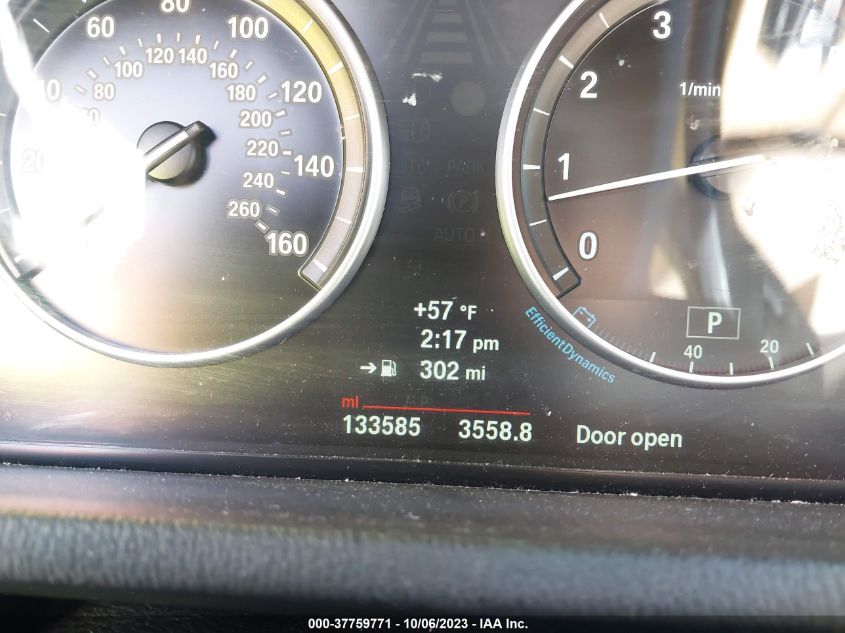 60 80 100
100 120 140 160
80 180 120
200
220 140
240
260 160
3
2 1/min
1
0
PARK
(P)
AUTO
+57 °F
2:17 pm
302 mi
EfficientDynamics
P
40 20
mi
133585 3558.8 Door open
000-37759771 - 10/06/2023 - IAA Inc.